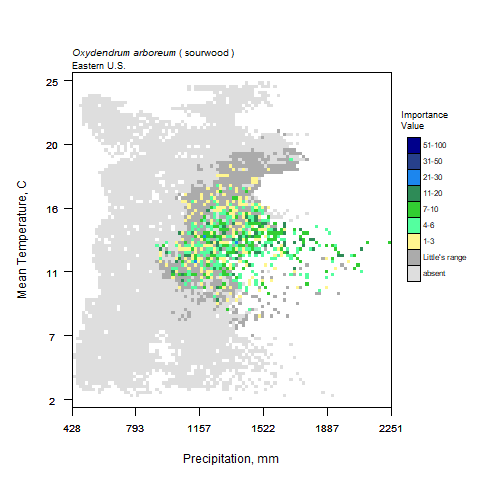 Oxydendrum arboreum ( sourwood )
Eastern U.S.
25
20
16
11
7
2
Mean Temperature, C
428 793 1157 1522 1887 2251
Precipitation, mm
Importance
Value
51-100
31-50
21-30
11-20
7-10
4-6
1-3
Little's range
absent